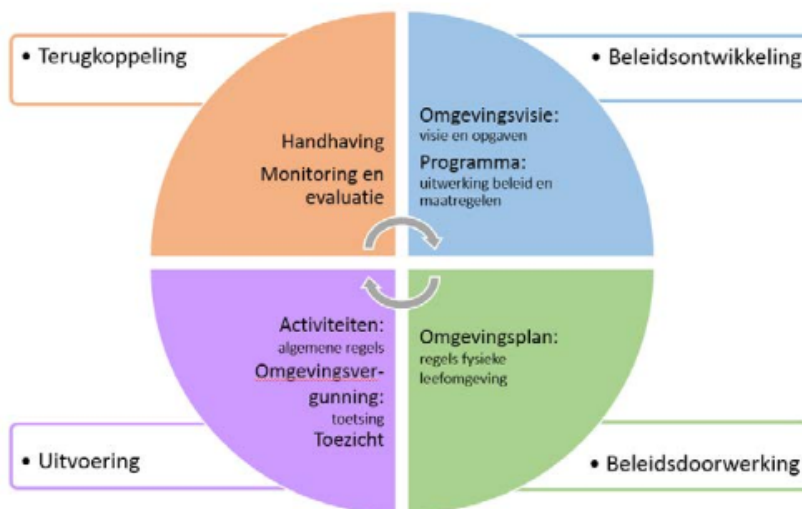 • Terugkoppeling
• Beleidsontwikkeling
Handhaving
Monitoring en
evaluatie
Omgevingsvisie:
visie en opgaven
Programma:
uitwerking beleid en
maatregelen
Activiteiten:
algemene regels
Omgevingsver-
gunning:
toetsing
Toezicht
Omgevingsplan:
regels fysieke
leefomgeving
• Uitvoering
• Beleidsdoorwerking